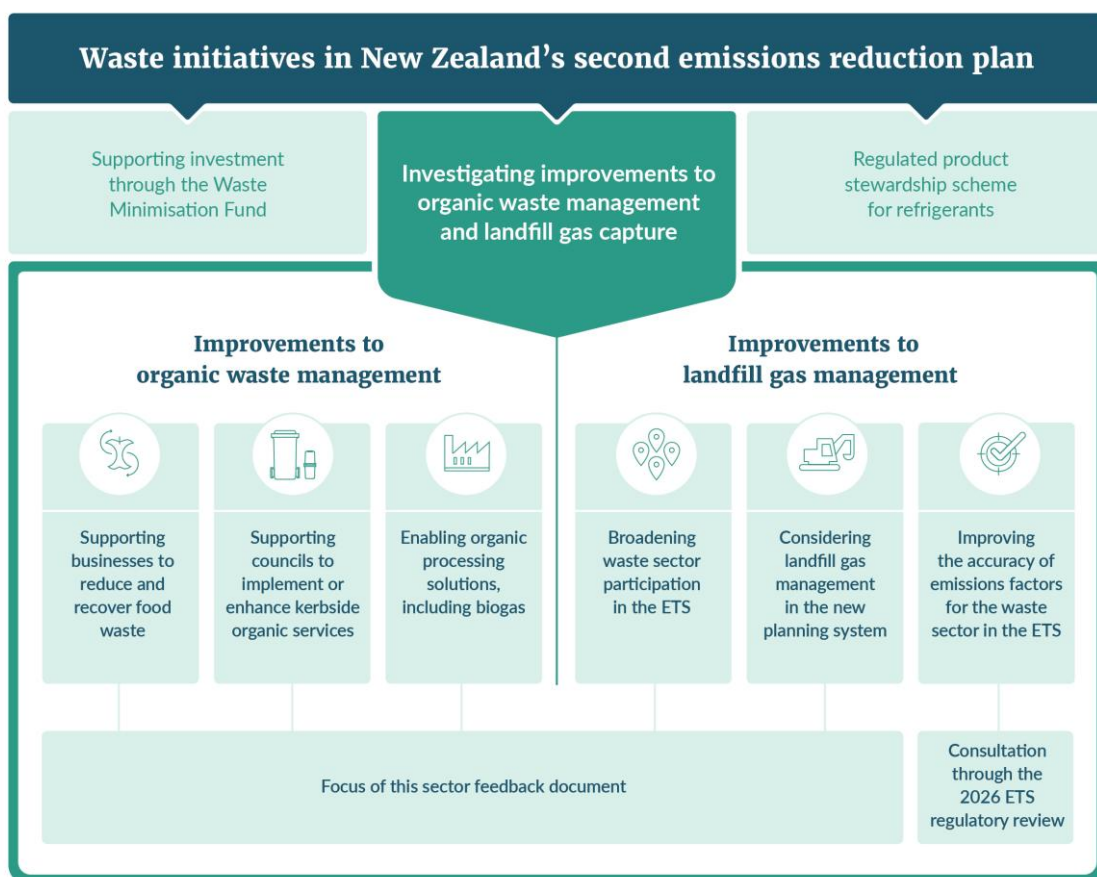 Waste initiatives in New Zealand’s second emissions reduction plan
Supporting investment
through the Waste
Minimisation Fund
Investigating improvements to
organic waste management
and landfill gas capture
Regulated product
stewardship scheme
for refrigerants
Improvements to
organic waste management
Improvements to
landfill gas management
Supporting
businesses to
reduce and
recover food
waste
Supporting
councils to
implement or
enhance kerbside
organic services
Enabling organic
processing
solutions,
including biogas
Broadening
waste sector
participation
in the ETS
Considering
landfill gas
management
in the new
planning system
Improving
the accuracy of
emissions factors
for the waste
sector in the ETS
Focus of this sector feedback document
Consultation
through the
2026 ETS
regulatory review